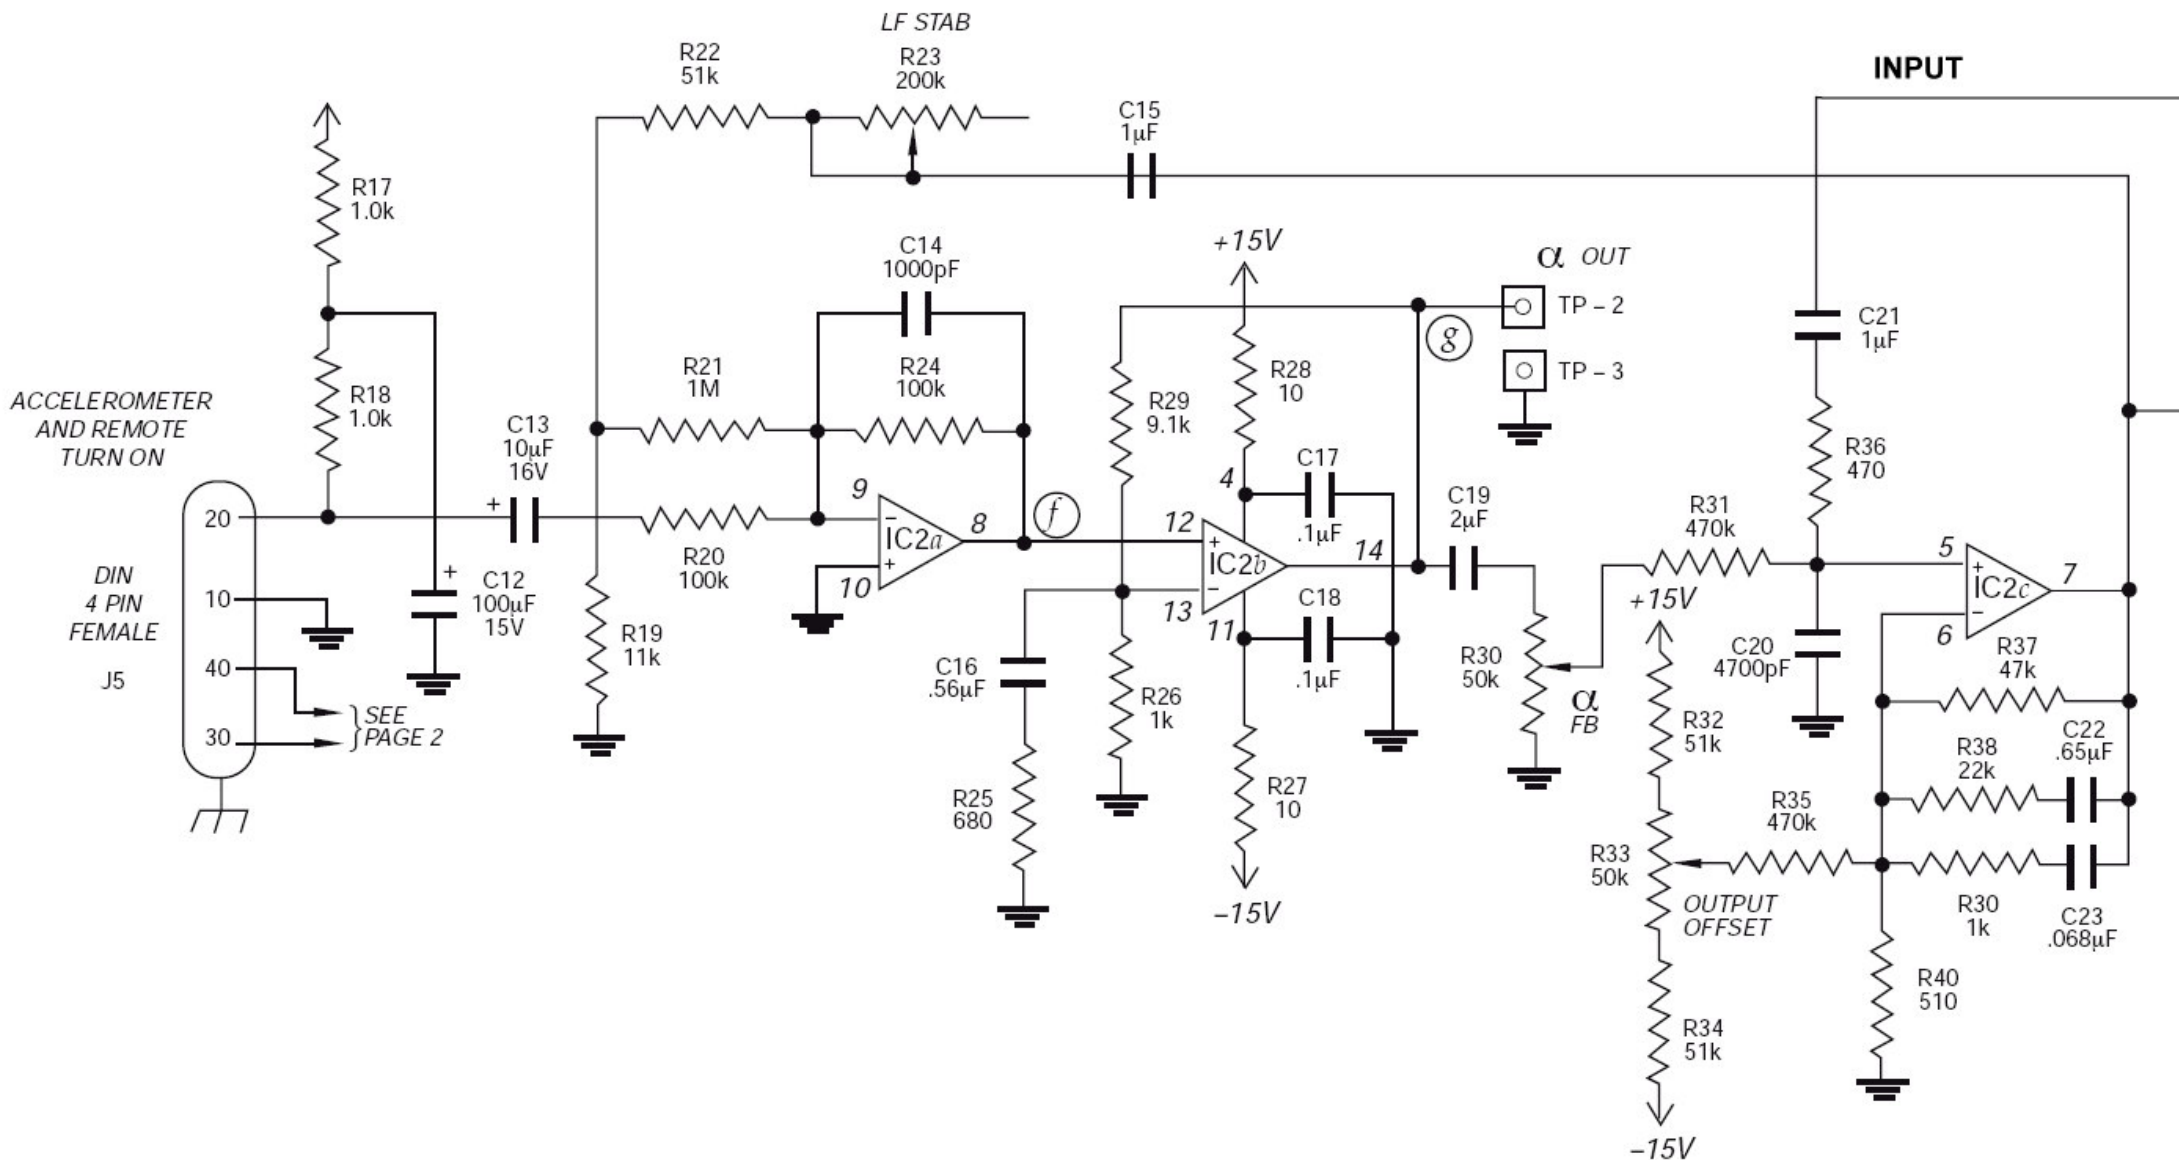 LF STAB
R22
51k
R23
200k
INPUT
C15
1µF
R17
1.0k
C14
1000pF
+15V
α OUT
TP – 2
TP – 3
C21
1µF
R21
1M
R24
100k
R28
10
R29
9.1k
g
ACCELEROMETER
AND REMOTE
TURN ON
R18
1.0k
C13
10µF
16V
+
20
R20
100k
9
–
IC2a
+
10
8
f
12
+
IC2b
–
13
4
11
14
C17
.1µF
C18
.1µF
C19
2µF
R36
470
R31
470k
5
+
IC2c
–
6
7
DIN
4 PIN
FEMALE
J5
10
40
30
SEE
PAGE 2
+
C12
100µF
15V
R19
11k
C16
.56µF
R26
1k
R25
680
R27
10
–15V
R30
50k
α
FB
+15V
C20
4700pF
R37
47k
R32
51k
C22
.65µF
R38
22k
R35
470k
R33
50k
OUTPUT
OFFSET
R30
1k
C23
.068µF
R40
510
R34
51k
–15V